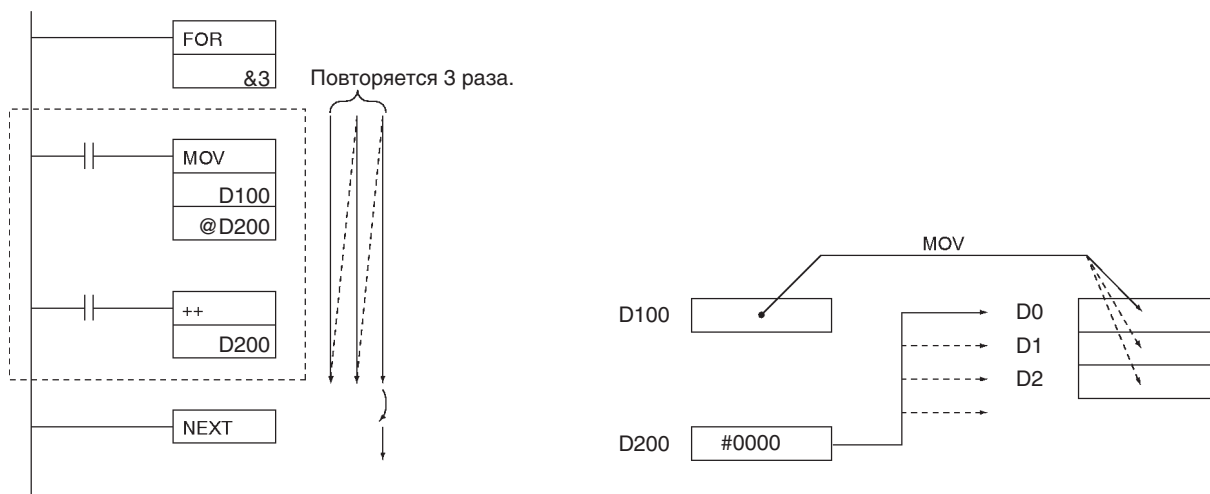 FOR
&3
Повторяется 3 раза.
MOV
D100
@D200
++
D200
NEXT
MOV
D100
D0
D1
D2
D200
#0000